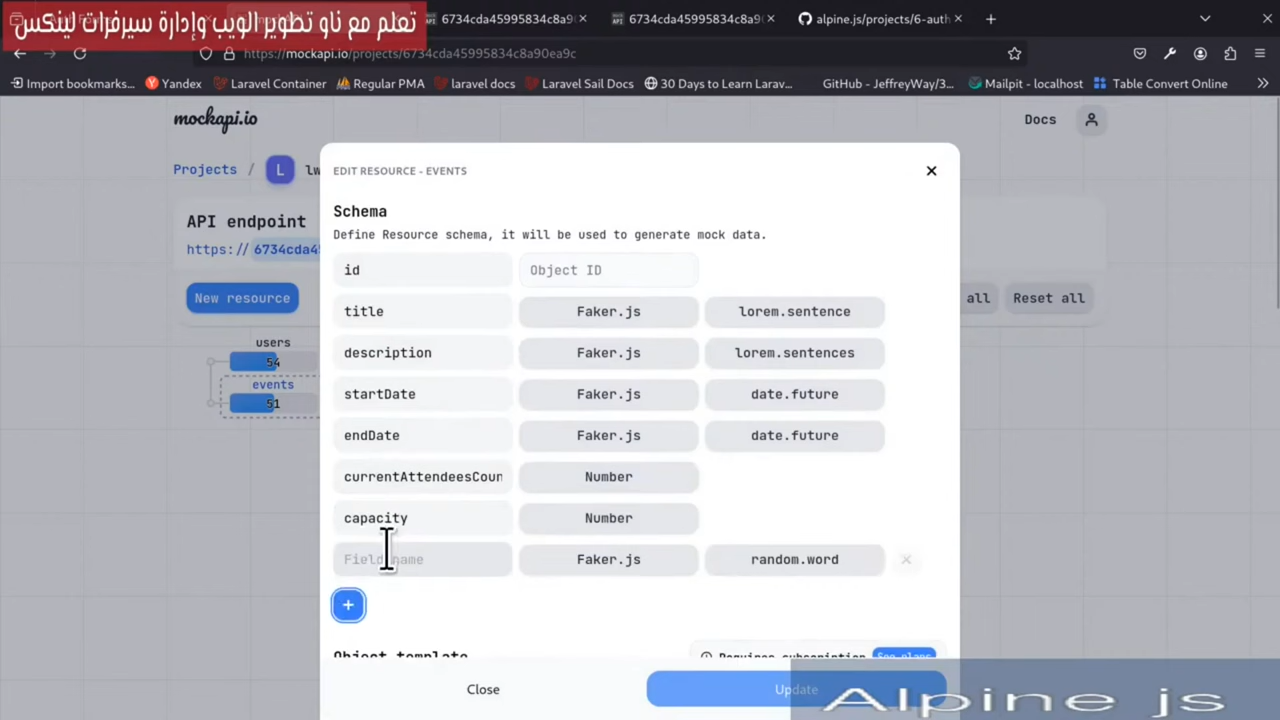 تعلم مع ناو تطوير الويب وإدارة سيرفرات لينكس
6734cda45995834c8a9(
6734cda45995834c8a9(
alpine.js/projects/6-auth
https://mockapi.io/projects/6734cda45995834c8a90ea9c
Import bookmarks...
Yandex
Laravel Container
Regular PMA
laravel docs
Laravel Sail Docs
30 Days to Learn Larav...
GitHub - JeffreyWay/3...
Mailpit - localhost
Table Convert Online
mockapi.io
Docs
Projects / L lw
API endpoint
https:// 6734cda4
New resource
all
Reset all
users
54
events
51
EDIT RESOURCE - EVENTS
Schema
Define Resource schema, it will be used to generate mock data.
id Object ID
title Faker.js lorem.sentence
description Faker.js lorem.sentences
startDate Faker.js date.future
endDate Faker.js date.future
currentAttendeesCoun Number
capacity Number
Field name Faker.js random.word
Object template
Requires subscription See plans
Close
Update
Alpine js